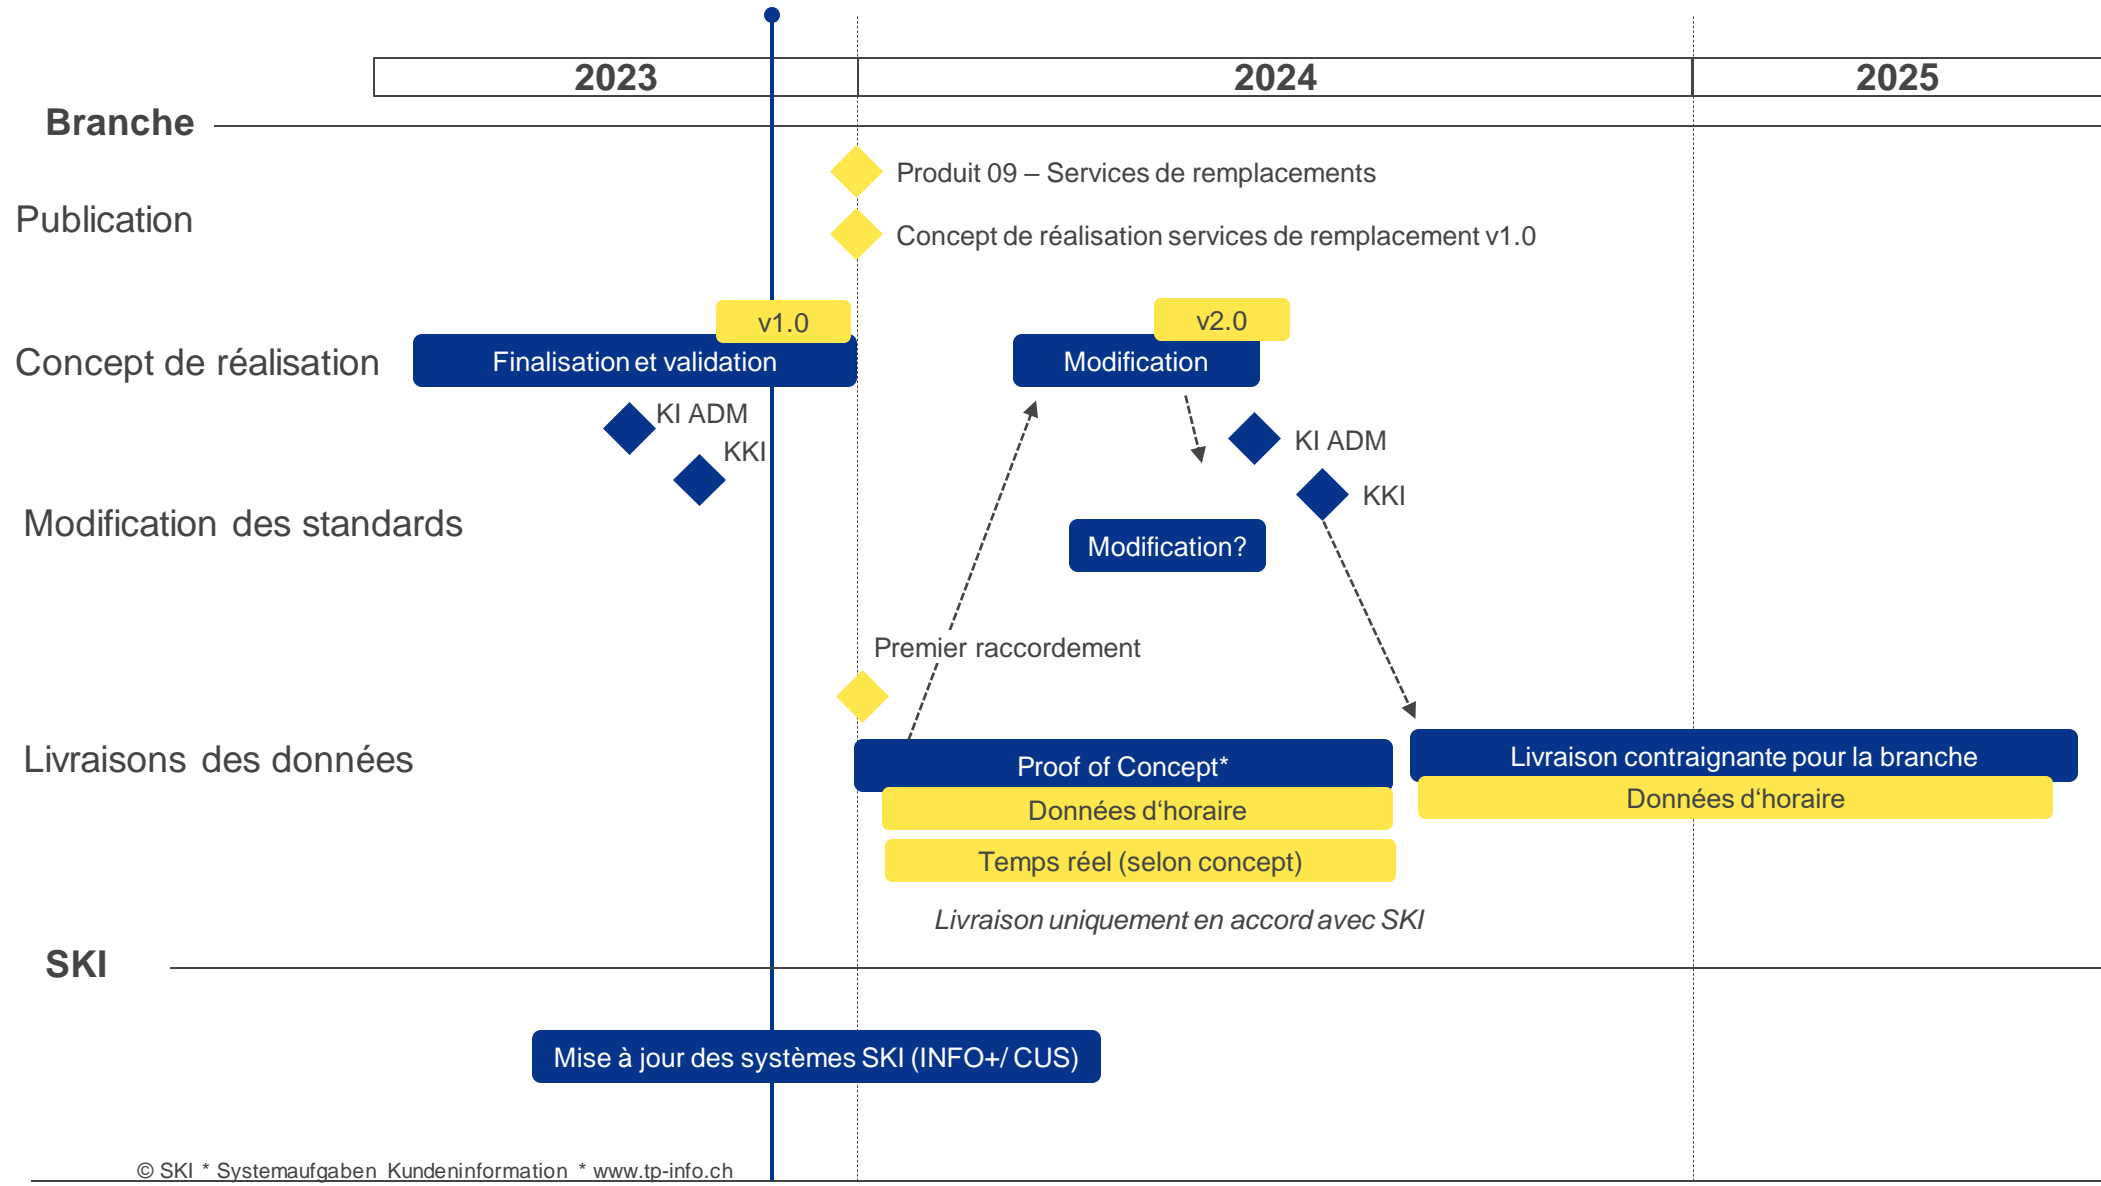 2023
2024
2025
Branche
Produit 09 – Services de remplacements
Publication
Concept de réalisation services de remplacement v1.0
v1.0
v2.0
Concept de réalisation
Finalisation et validation
Modification
KI ADM
KKI
KI ADM
KKI
Modification des standards
Modification?
Premier raccordement
Livraisons des données
Proof of Concept*
Livraison contraignante pour la branche
Données d‘horaire
Données d‘horaire
Temps réel (selon concept)
Livraison uniquement en accord avec SKI
SKI
Mise à jour des systèmes SKI (INFO+/ CUS)
© SKI * Systemaufgaben Kundeninformation * www.tp-info.ch